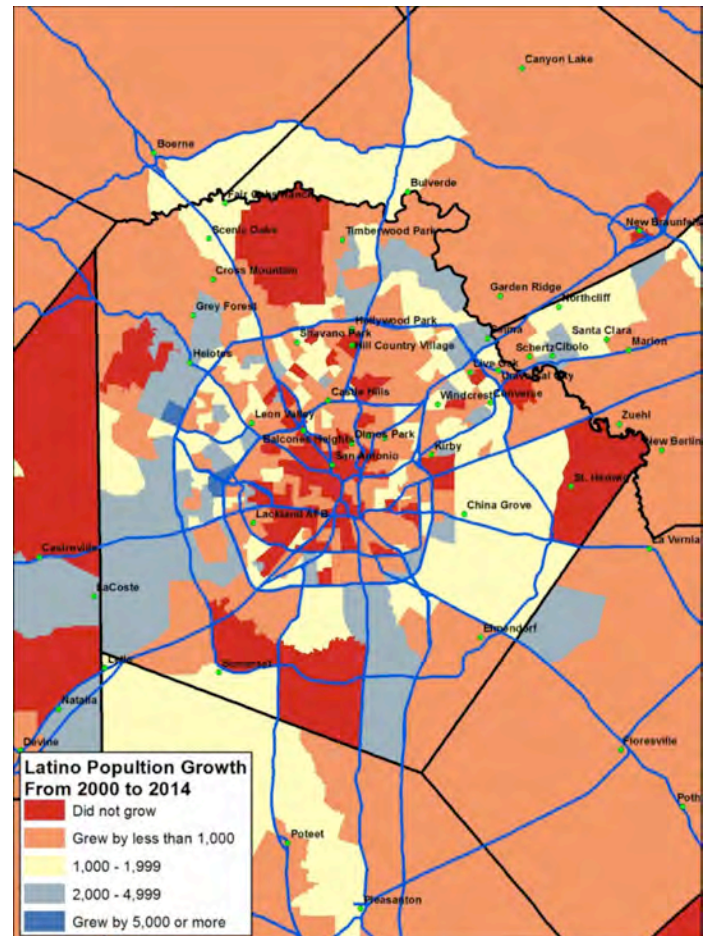 Canyon Lake
Boerne
Bulverde
Fair Oaks Ranch
New Braunfels
Scenic Oaks
Timberwood Park
Cross Mountain
Garden Ridge
Northcliff
Grey Forest
Hollywood Park
Selma
Santa Clara
Shavano Park
Hill Country Village
Schertz
Cibolo
Marion
Helotes
Live Oak
Universal City
Castle Hills
Windcrest
Converse
Leon Valley
Zuehl
Balcones Heights
Olmos Park
Kirby
New Berlin
San Antonio
St. Hedwig
China Grove
Lackland AFB
Castroville
La Vernia
LaCoste
Elmendorf
Lytle
Somerset
Natalia
Devine
Floresville
Poth
Poteet
Pleasanton
Latino Popultion Growth
From 2000 to 2014
Did not grow
Grew by less than 1,000
1,000 - 1,999
2,000 - 4,999
Grew by 5,000 or more